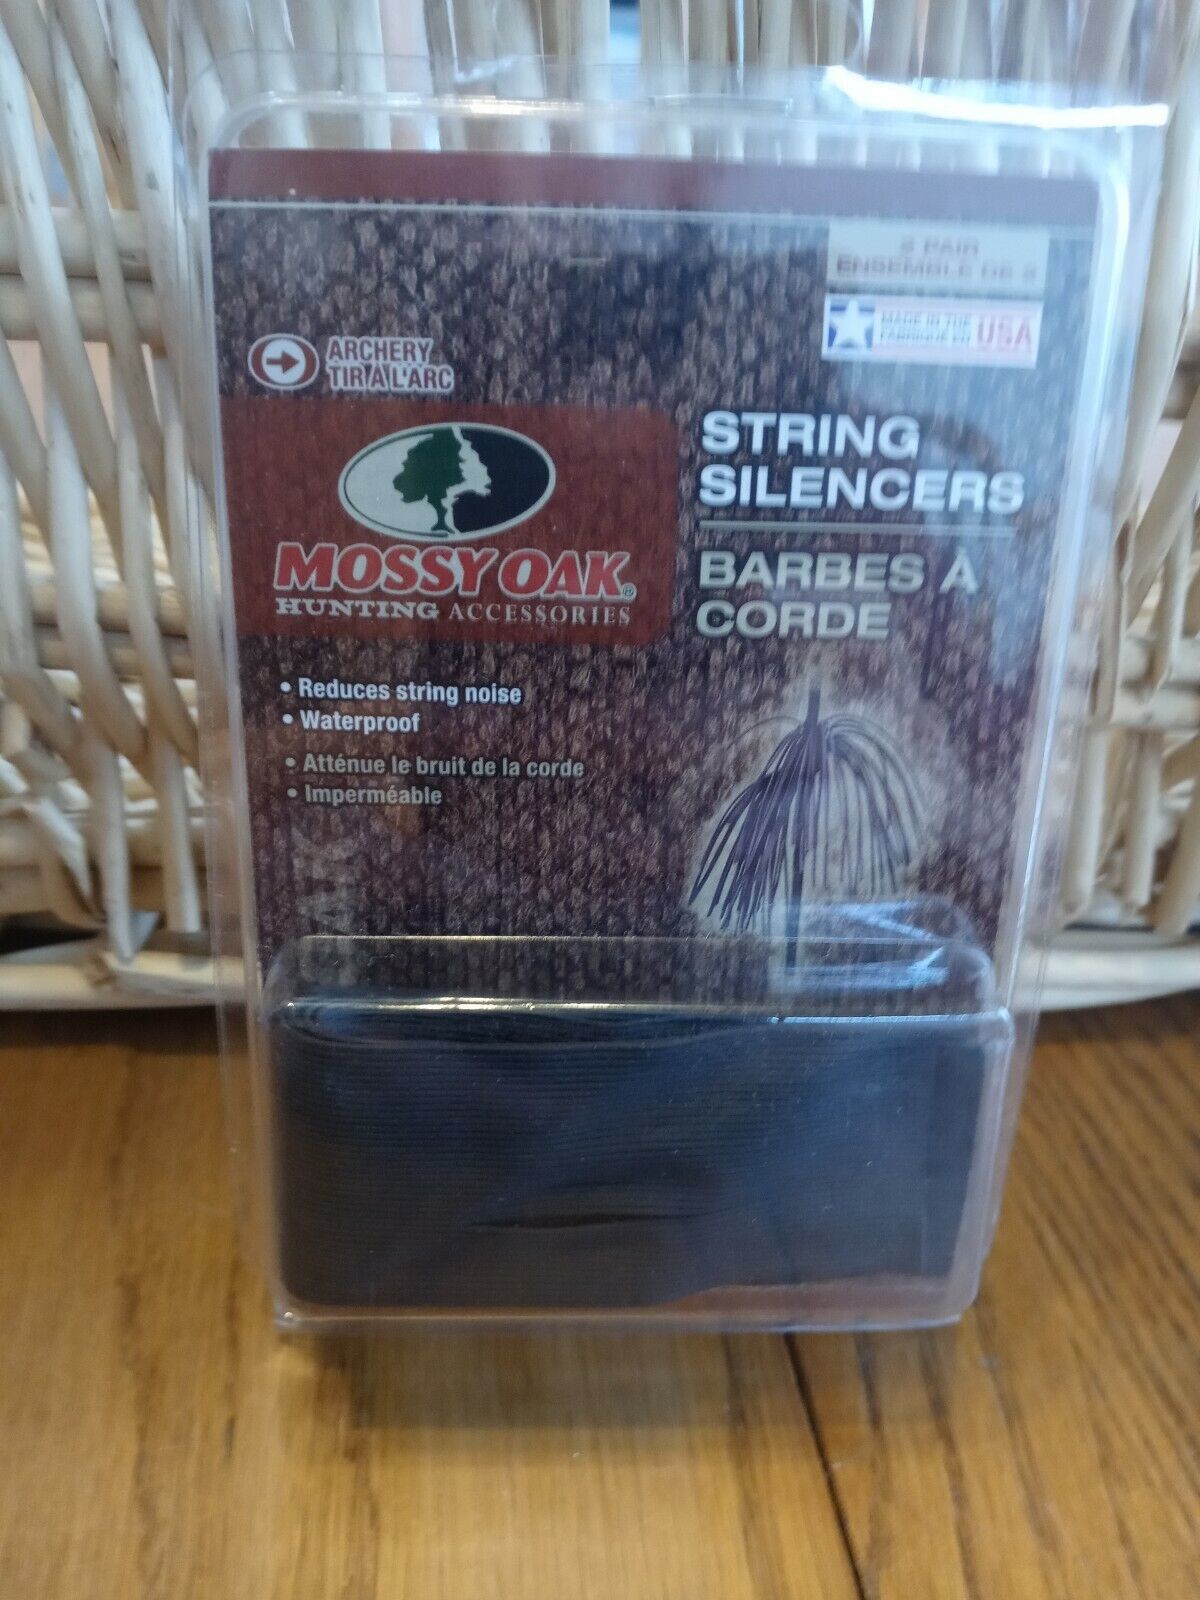 2 PAIR
ENSEMBLE DE 2
MADE IN THE
FABRIQUÉ EN
USA
ARCHERY
TIR À L'ARC
STRING
SILENCERS
BARBES À
CORDE
MOSSY OAK®
HUNTING ACCESSORIES
• Reduces string noise
• Waterproof
• Atténue le bruit de la corde
• Imperméable